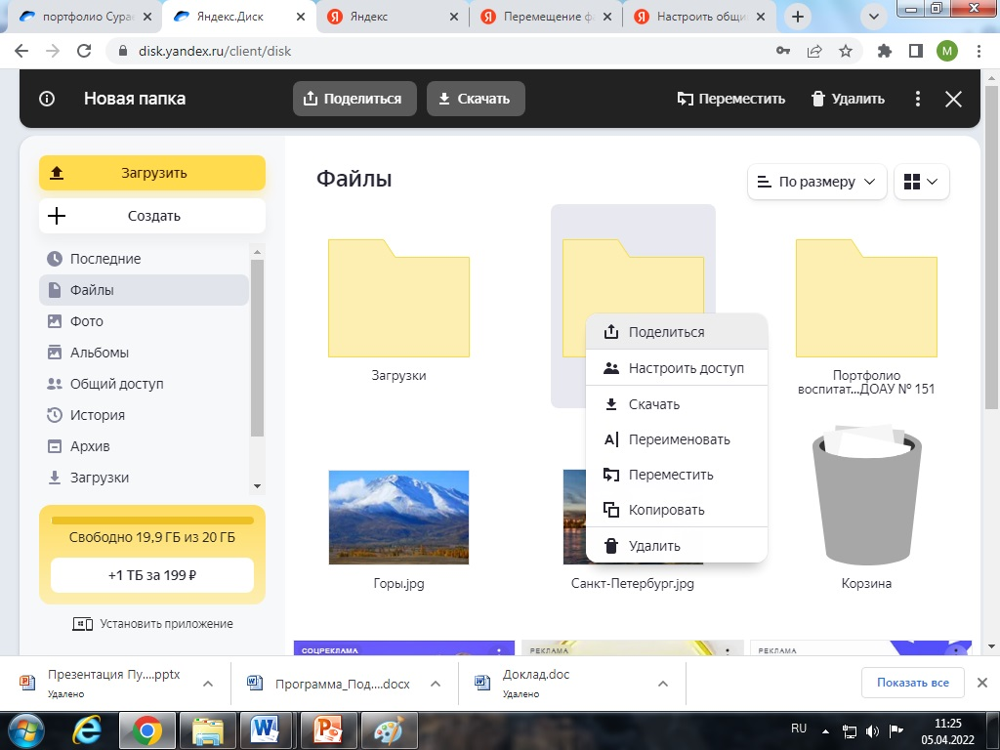 портфолио Сурае
Яндекс.Диск
Яндекс
Перемещение фа
Настроить общи
disk.yandex.ru/client/disk
M
Новая папка
Поделиться
Скачать
Переместить
Удалить
Загрузить
Создать
Последние
Файлы
Фото
Альбомы
Общий доступ
История
Архив
Загрузки
Свободно 19,9 ГБ из 20 ГБ
+1 ТБ за 199 ₽
Установить приложение
Файлы
По размеру
Загрузки
Портфолио
воспитат...ДОАУ № 151
Поделиться
Настроить доступ
Скачать
Переименовать
Переместить
Копировать
Удалить
Горы.jpg
Санкт-Петербург.jpg
Корзина
СОЦРЕКЛАМА
РЕКЛАМА
РЕКЛАМА
Презентация Пу....pptx
Удалено
Программа_Под....docx
Доклад.doc
Удалено
Показать все
RU
11:25
05.04.2022